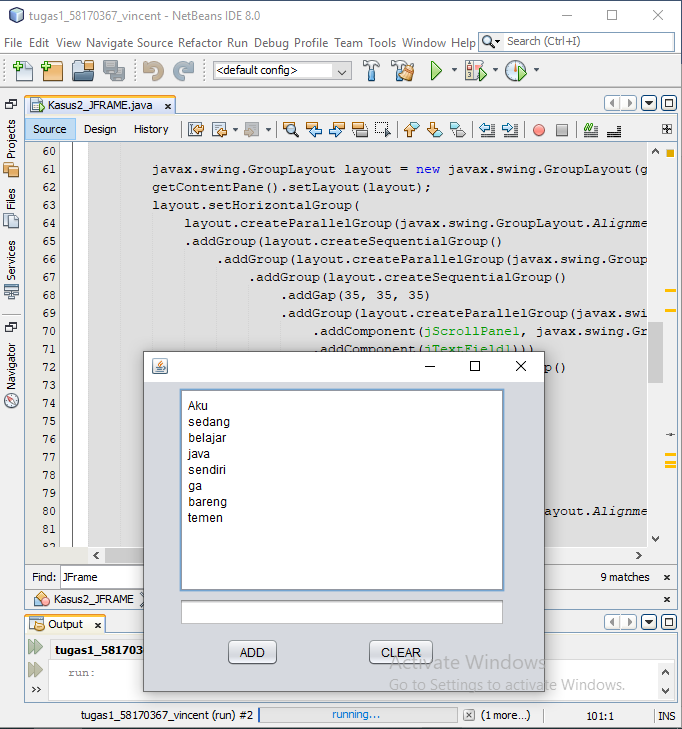 tugas1_58170367_vincent - NetBeans IDE 8.0
File Edit View Navigate Source Refactor Run Debug Profile Team Tools Window Help Search (Ctrl+I)
<default config>
Projects
Files
Services
Navigator
Kasus2_JFRAME.java
Source Design History
60
61 javax.swing.GroupLayout layout = new javax.swing.GroupLayout(g
62 getContentPane().setLayout(layout);
63 layout.setHorizontalGroup(
64 layout.createParallelGroup(javax.swing.GroupLayout.Alignme
65 .addGroup(layout.createSequentialGroup()
66 .addGroup(layout.createParallelGroup(javax.swing.Group
67 .addGroup(layout.createSequentialGroup()
68 .addGap(35, 35, 35)
69 .addGroup(layout.createParallelGroup(javax.swi
70 .addComponent(jScrollPane1, javax.swing.Gr
71 .addComponent(jTextField1)))
72 p()
73
74
75
76
77
78
79
80 ayout.Alignme
81
82
Aku
sedang
belajar
java
sendiri
ga
bareng
temen
ADD CLEAR
Find: JFrame 9 matches
Kasus2_JFRAME
Output
tugas1_581703
run:
Activate Windows
Go to Settings to activate Windows.
tugas1_58170367_vincent (run) #2 running... (1 more...) 101:1 INS